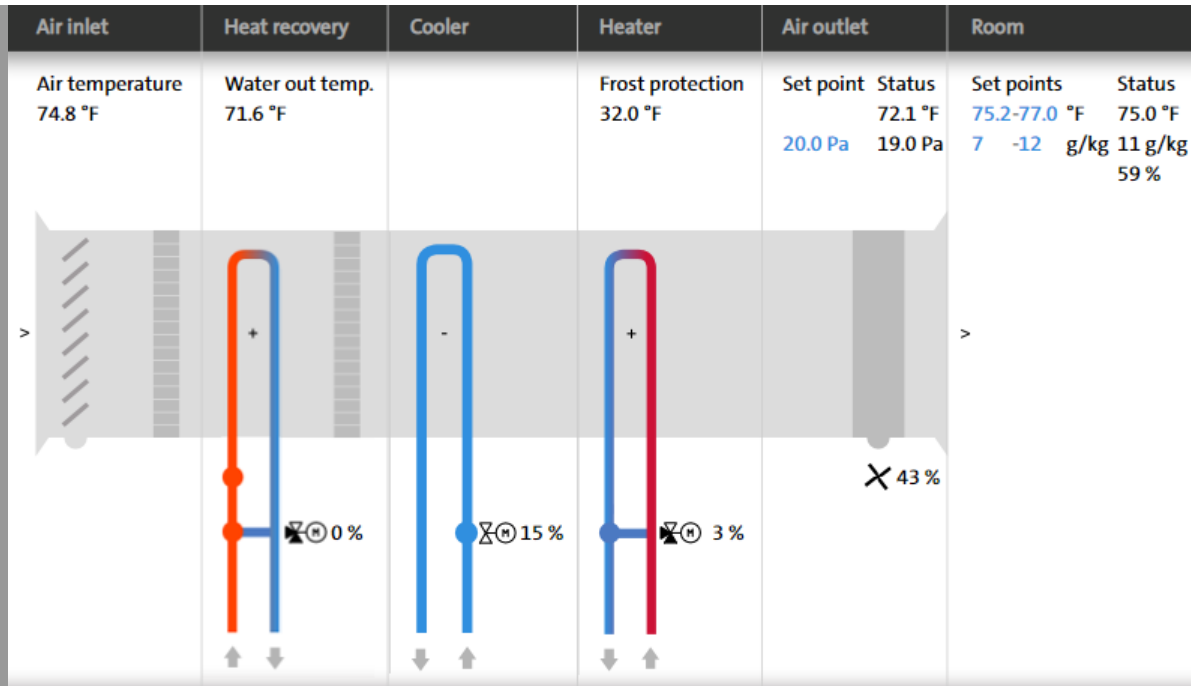 Air inlet Heat recovery Cooler Heater Air outlet Room
Air temperature Water out temp. Frost protection Set point Status Set points Status
74.8 °F 71.6 °F 32.0 °F 72.1 °F 75.2-77.0 °F 75.0 °F
20.0 Pa 19.0 Pa 7 -12 g/kg 11 g/kg
59 %
> + - + >
43 %
M 0 % M 15 % M 3 %